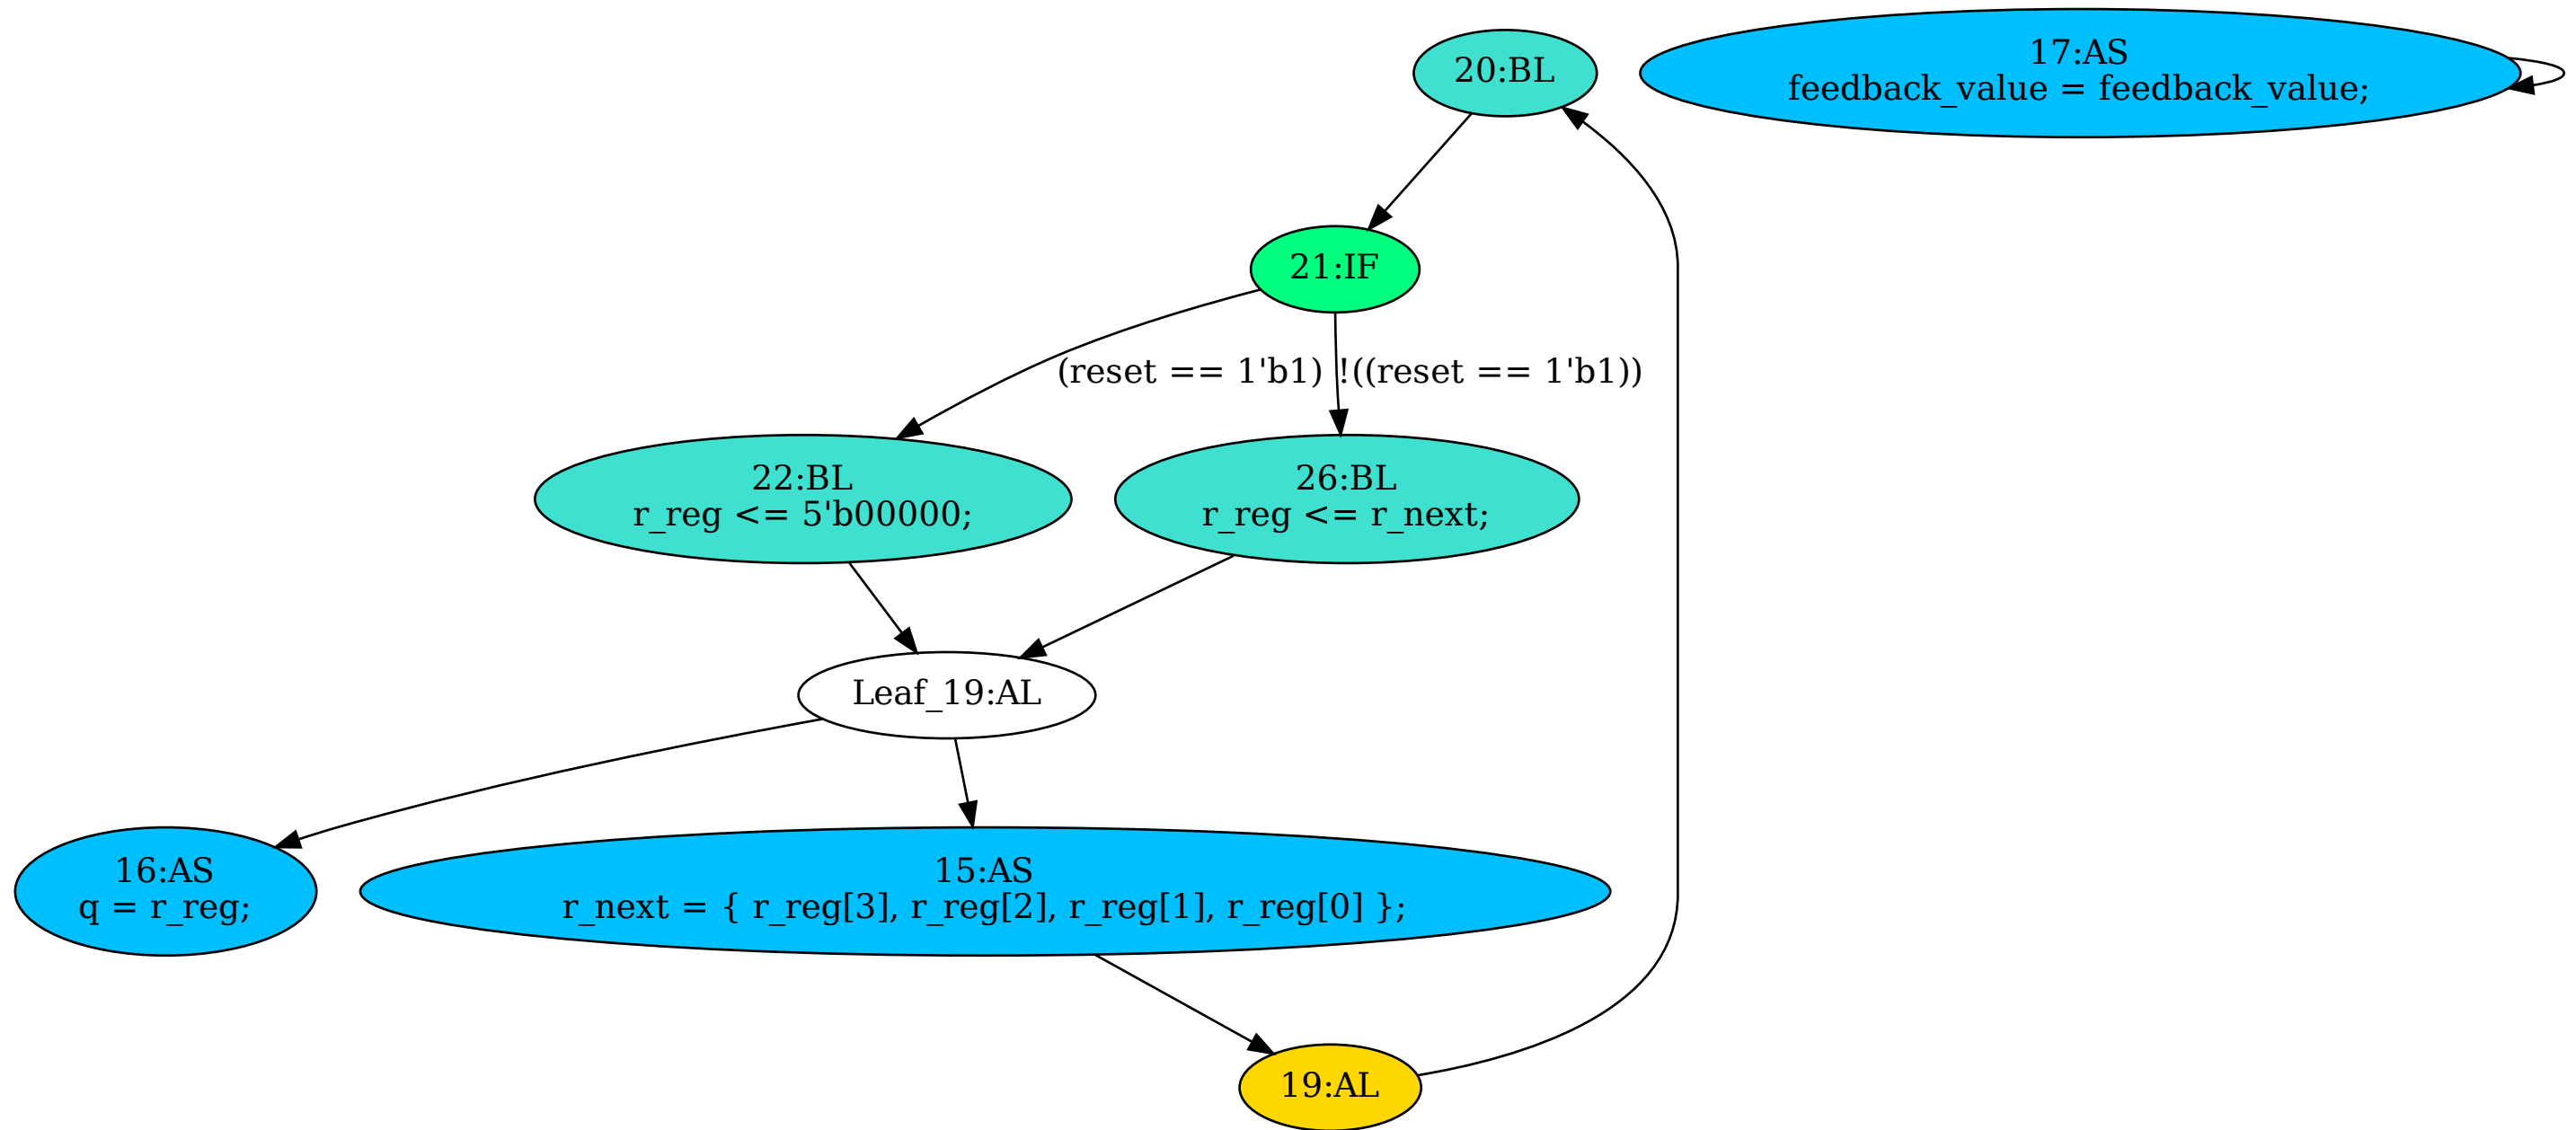 20:BL
17:AS
feedback_value = feedback_value;
21:IF
(reset == 1'b1)
!((reset == 1'b1))
22:BL
r_reg <= 5'b00000;
26:BL
r_reg <= r_next;
Leaf_19:AL
16:AS
q = r_reg;
15:AS
r_next = { r_reg[3], r_reg[2], r_reg[1], r_reg[0] };
19:AL